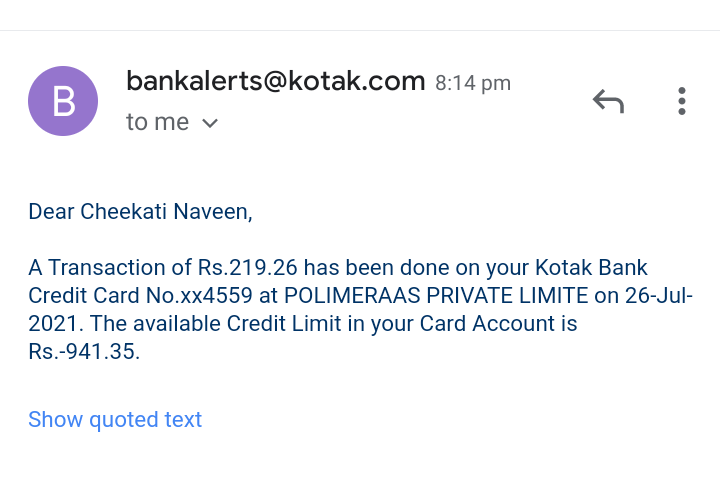 B
bankalerts@kotak.com 8:14 pm
to me
Dear Cheekati Naveen,
A Transaction of Rs.219.26 has been done on your Kotak Bank
Credit Card No.xx4559 at POLIMERAAS PRIVATE LIMITE on 26-Jul-
2021. The available Credit Limit in your Card Account is
Rs.-941.35.
Show quoted text